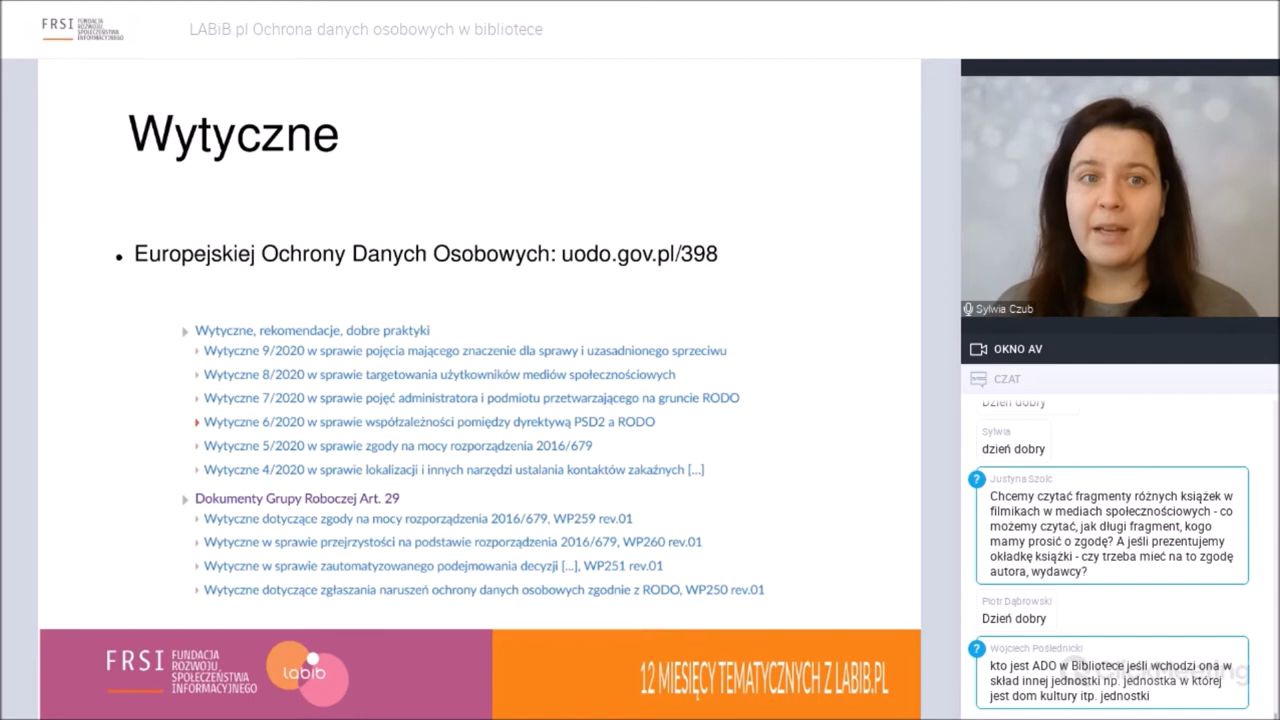 FRSI
FUNDACJA
ROZWOJU
SPOŁECZEŃSTWA
INFORMACYJNEGO
LABiB.pl Ochrona danych osobowych w bibliotece
Wytyczne
• Europejskiej Ochrony Danych Osobowych: uodo.gov.pl/398
Wytyczne, rekomendacje, dobre praktyki
Wytyczne 9/2020 w sprawie pojęcia mającego znaczenie dla sprawy i uzasadnionego sprzeciwu
Wytyczne 8/2020 w sprawie targetowania użytkowników mediów społecznościowych
Wytyczne 7/2020 w sprawie pojęć administratora i podmiotu przetwarzającego na gruncie RODO
Wytyczne 6/2020 w sprawie współzależności pomiędzy dyrektywą PSD2 a RODO
Wytyczne 5/2020 w sprawie zgody na mocy rozporządzenia 2016/679
Wytyczne 4/2020 w sprawie lokalizacji i innych narzędzi ustalania kontaktów zakaźnych [...]
Dokumenty Grupy Roboczej Art. 29
Wytyczne dotyczące zgody na mocy rozporządzenia 2016/679, WP259 rev.01
Wytyczne w sprawie przejrzystości na podstawie rozporządzenia 2016/679, WP260 rev.01
Wytyczne w sprawie zautomatyzowanego podejmowania decyzji [...], WP251 rev.01
Wytyczne dotyczące zgłaszania naruszeń ochrony danych osobowych zgodnie z RODO, WP250 rev.01
FRSI
FUNDACJA
ROZWOJU
SPOŁECZEŃSTWA
INFORMACYJNEGO
labib
12 MIESIĘCY TEMATYCZNYCH Z LABIB.PL
Sylwia Czub
OKNO AV
CZAT
Dzień dobry
Sylwia
dzień dobry
?
Justyna Szolc
Chcemy czytać fragmenty różnych książek w
filmikach w mediach społecznościowych - co
możemy czytać, jak długi fragment, kogo
mamy prosić o zgodę? A jeśli prezentujemy
okładkę książki - czy trzeba mieć na to zgodę
autora, wydawcy?
Piotr Dąbrowski
Dzień dobry
?
Wojciech Poślednicki
kto jest ADO w Bibliotece jeśli wchodzi ona w
skład innej jednostki np. jednostka w której
jest dom kultury itp. jednostki